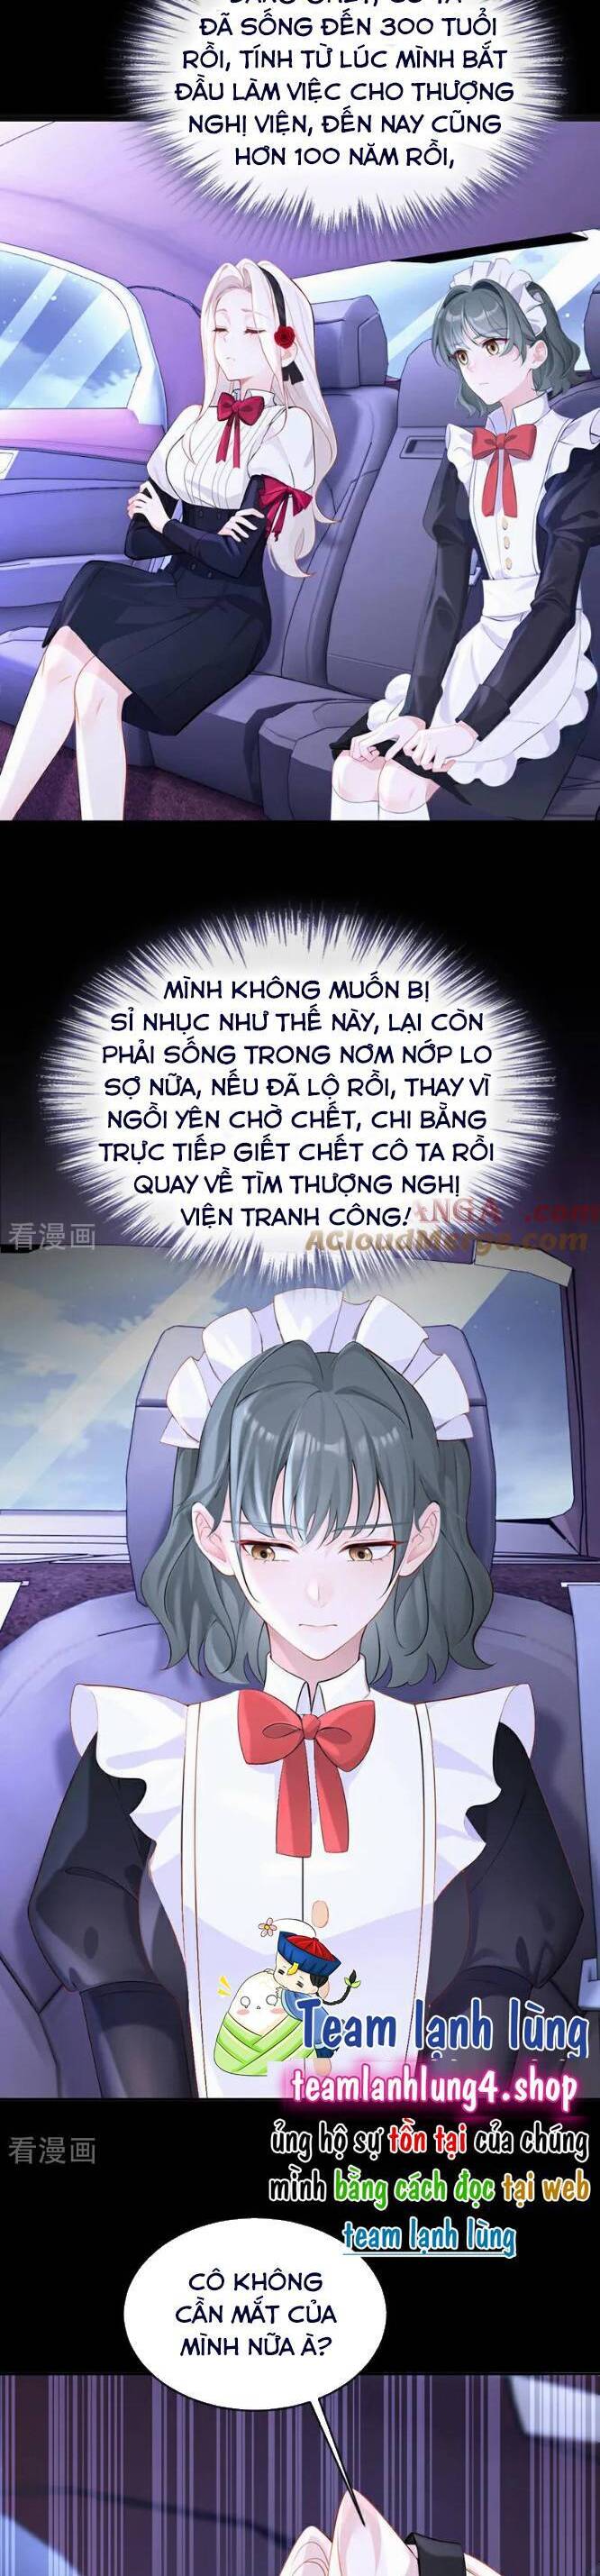 ĐÃ SỐNG ĐẾN 300 TUỔI
RỒI, TÍNH TỪ LÚC MÌNH BẮT
ĐẦU LÀM VIỆC CHO THƯỢNG
NGHỊ VIỆN, ĐẾN NAY CŨNG
HƠN 100 NĂM RỒI,
MÌNH KHÔNG MUỐN BỊ
SỈ NHỤC NHƯ THẾ NÀY, LẠI CÒN
PHẢI SỐNG TRONG NƠM NỚP LO
SỢ NỮA, NẾU ĐÃ LỘ RỒI, THAY VÌ
NGỒI YÊN CHỜ CHẾT, CHI BẰNG
TRỰC TIẾP GIẾT CHẾT CÔ TA RỒI
QUAY VỀ TÌM THƯỢNG NGHỊ
VIỆN TRANH CÔNG!
看漫画
ACloudMerge.com
Team lạnh lùng
teamlanhlung4.shop
ủng hộ sự tồn tại của chúng
mình bằng cách đọc tại web
team lạnh lùng
看漫画
CÔ KHÔNG
CẦN MẮT CỦA
MÌNH NỮA À?